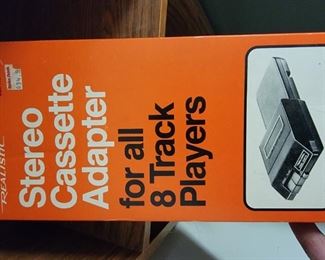 REALISTIC
Stereo
Cassette
Adapter
for all
8 Track
Players